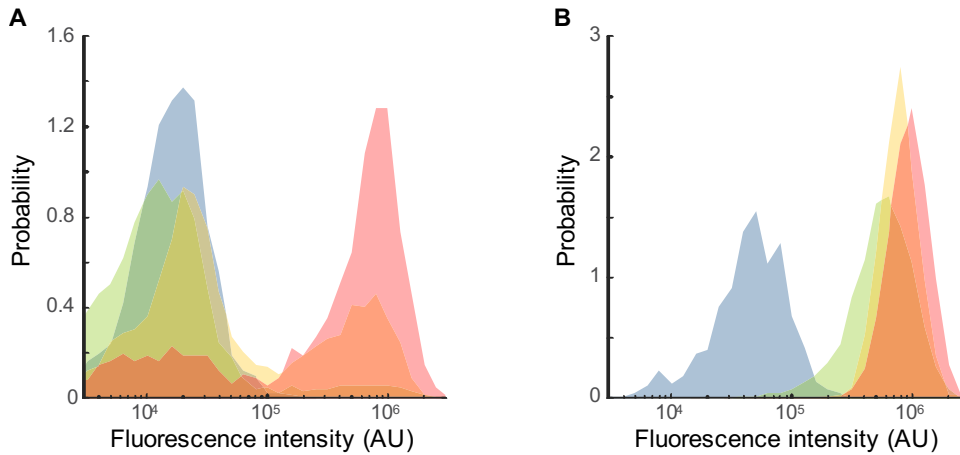 A
Probability
1.6
1.2
0.8
0.4
0
10⁴
10⁵
10⁶
Fluorescence intensity (AU)
B
Probability
3
2
1
0
10⁴
10⁵
10⁶
Fluorescence intensity (AU)